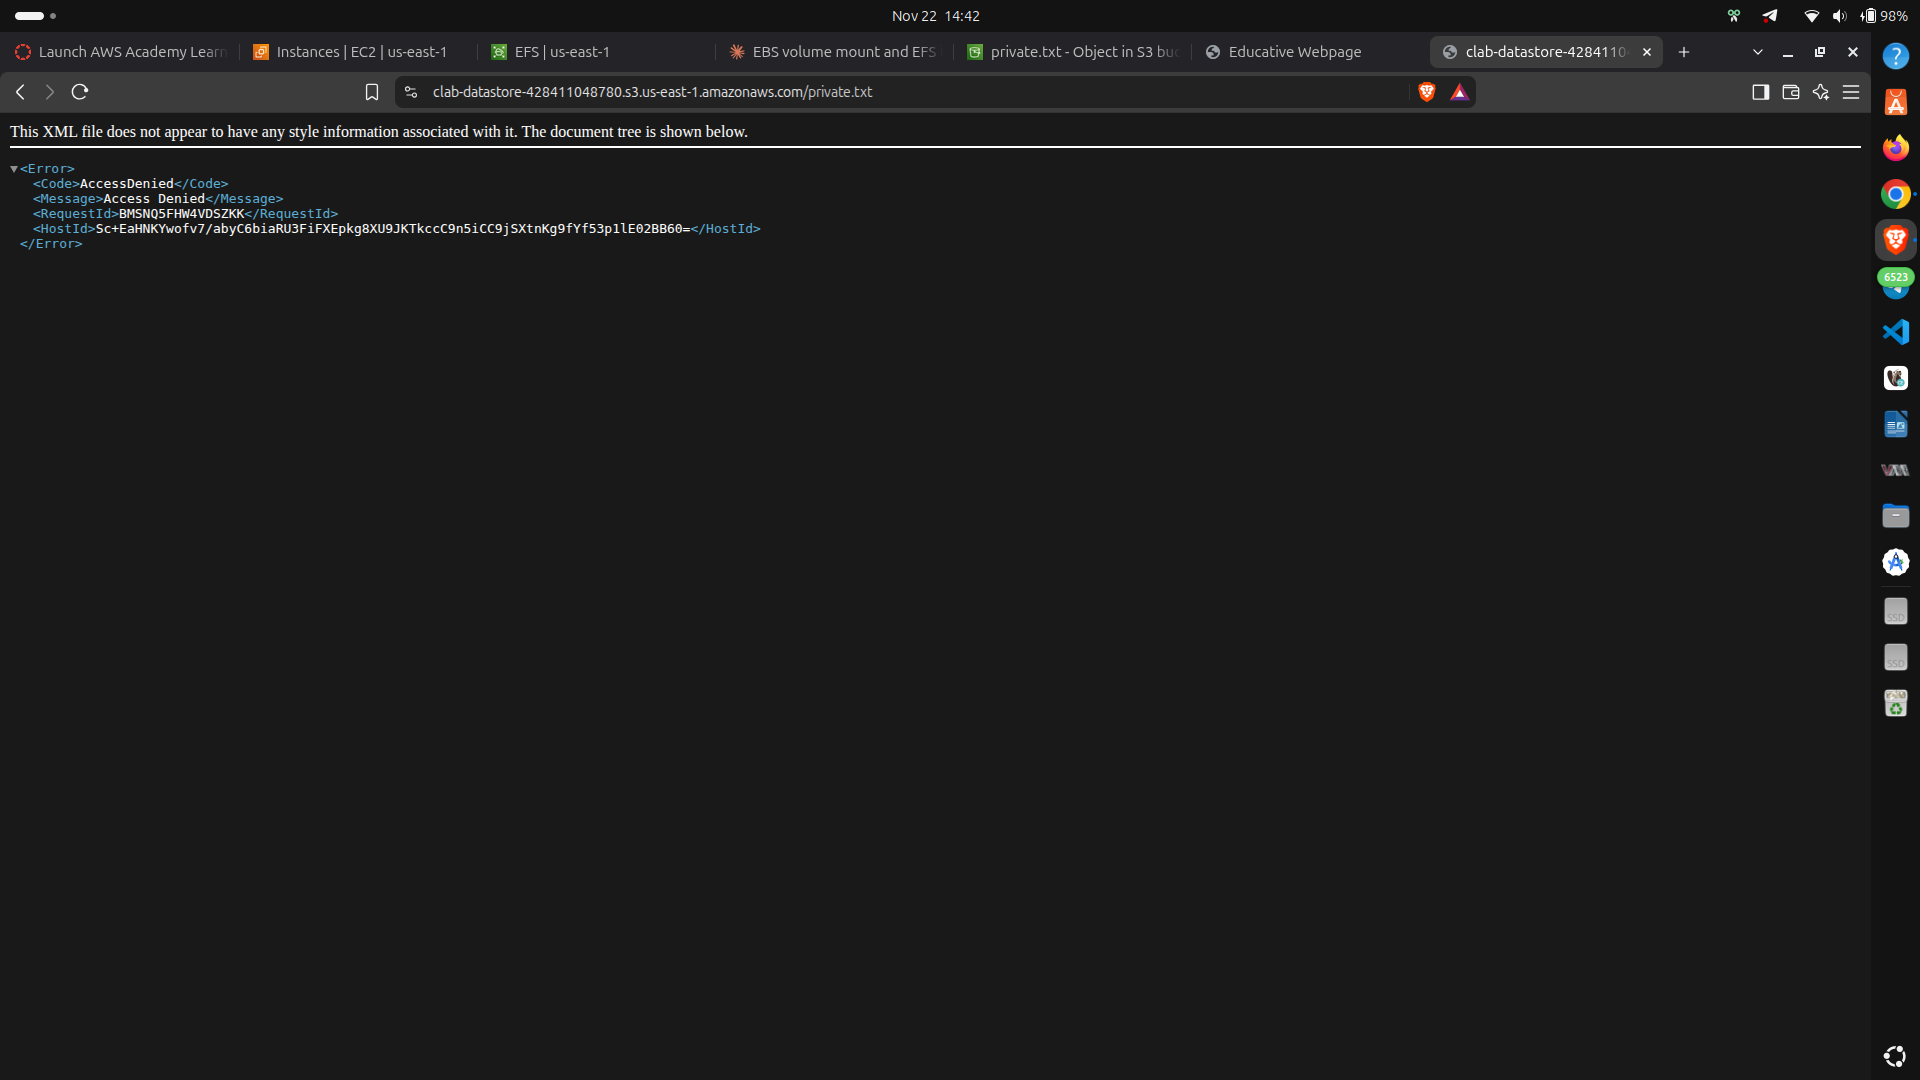 Nov 22 14:42
98%
Launch AWS Academy Learn
Instances | EC2 | us-east-1
EFS | us-east-1
EBS volume mount and EFS
private.txt - Object in S3 buc
Educative Webpage
clab-datastore-4284110
clab-datastore-428411048780.s3.us-east-1.amazonaws.com/private.txt
This XML file does not appear to have any style information associated with it. The document tree is shown below.
<Error>
<Code>AccessDenied</Code>
<Message>Access Denied</Message>
<RequestId>BMSNQ5FHW4VDSZKK</RequestId>
<HostId>Sc+EaHNKYwofv7/abyC6biaRU3FiFXEpkg8XU9JKTkccC9n5iCC9jSXtnKg9fYf53p1lE02BB60=</HostId>
</Error>
6523
SSD
SSD